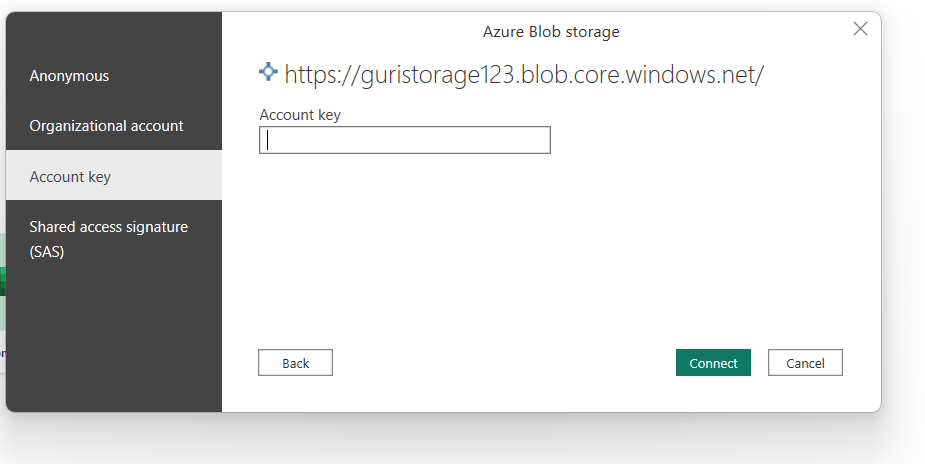 Azure Blob storage
Anonymous
Organizational account
Account key
Shared access signature
(SAS)
https://guristorage123.blob.core.windows.net/
Account key
Back
Connect
Cancel